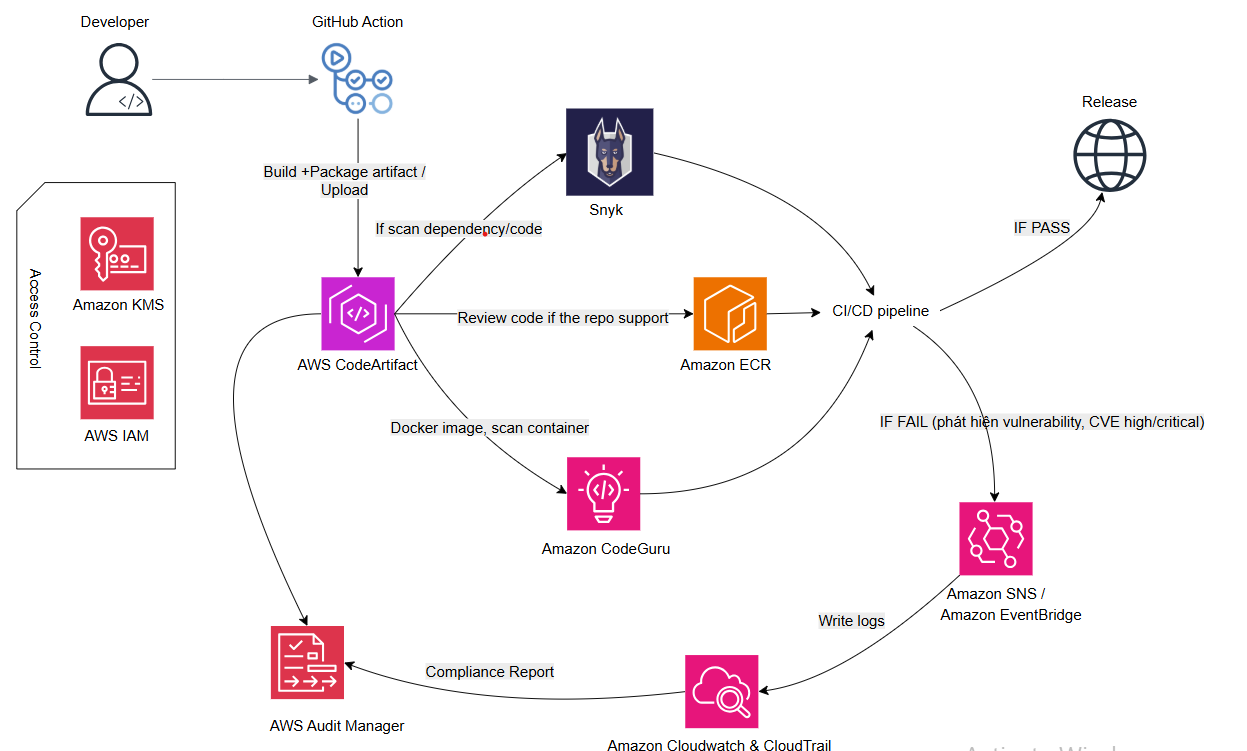 Developer
GitHub Action
Release
Build +Package artifact /
Upload
Snyk
If scan dependency/code
IF PASS
Access Control
Amazon KMS
AWS IAM
AWS CodeArtifact
Review code if the repo support
Amazon ECR
CI/CD pipeline
Docker image, scan container
IF FAIL (phát hiện vulnerability, CVE high/critical)
Amazon CodeGuru
Amazon SNS /
Amazon EventBridge
Write logs
Compliance Report
AWS Audit Manager
Amazon Cloudwatch & CloudTrail